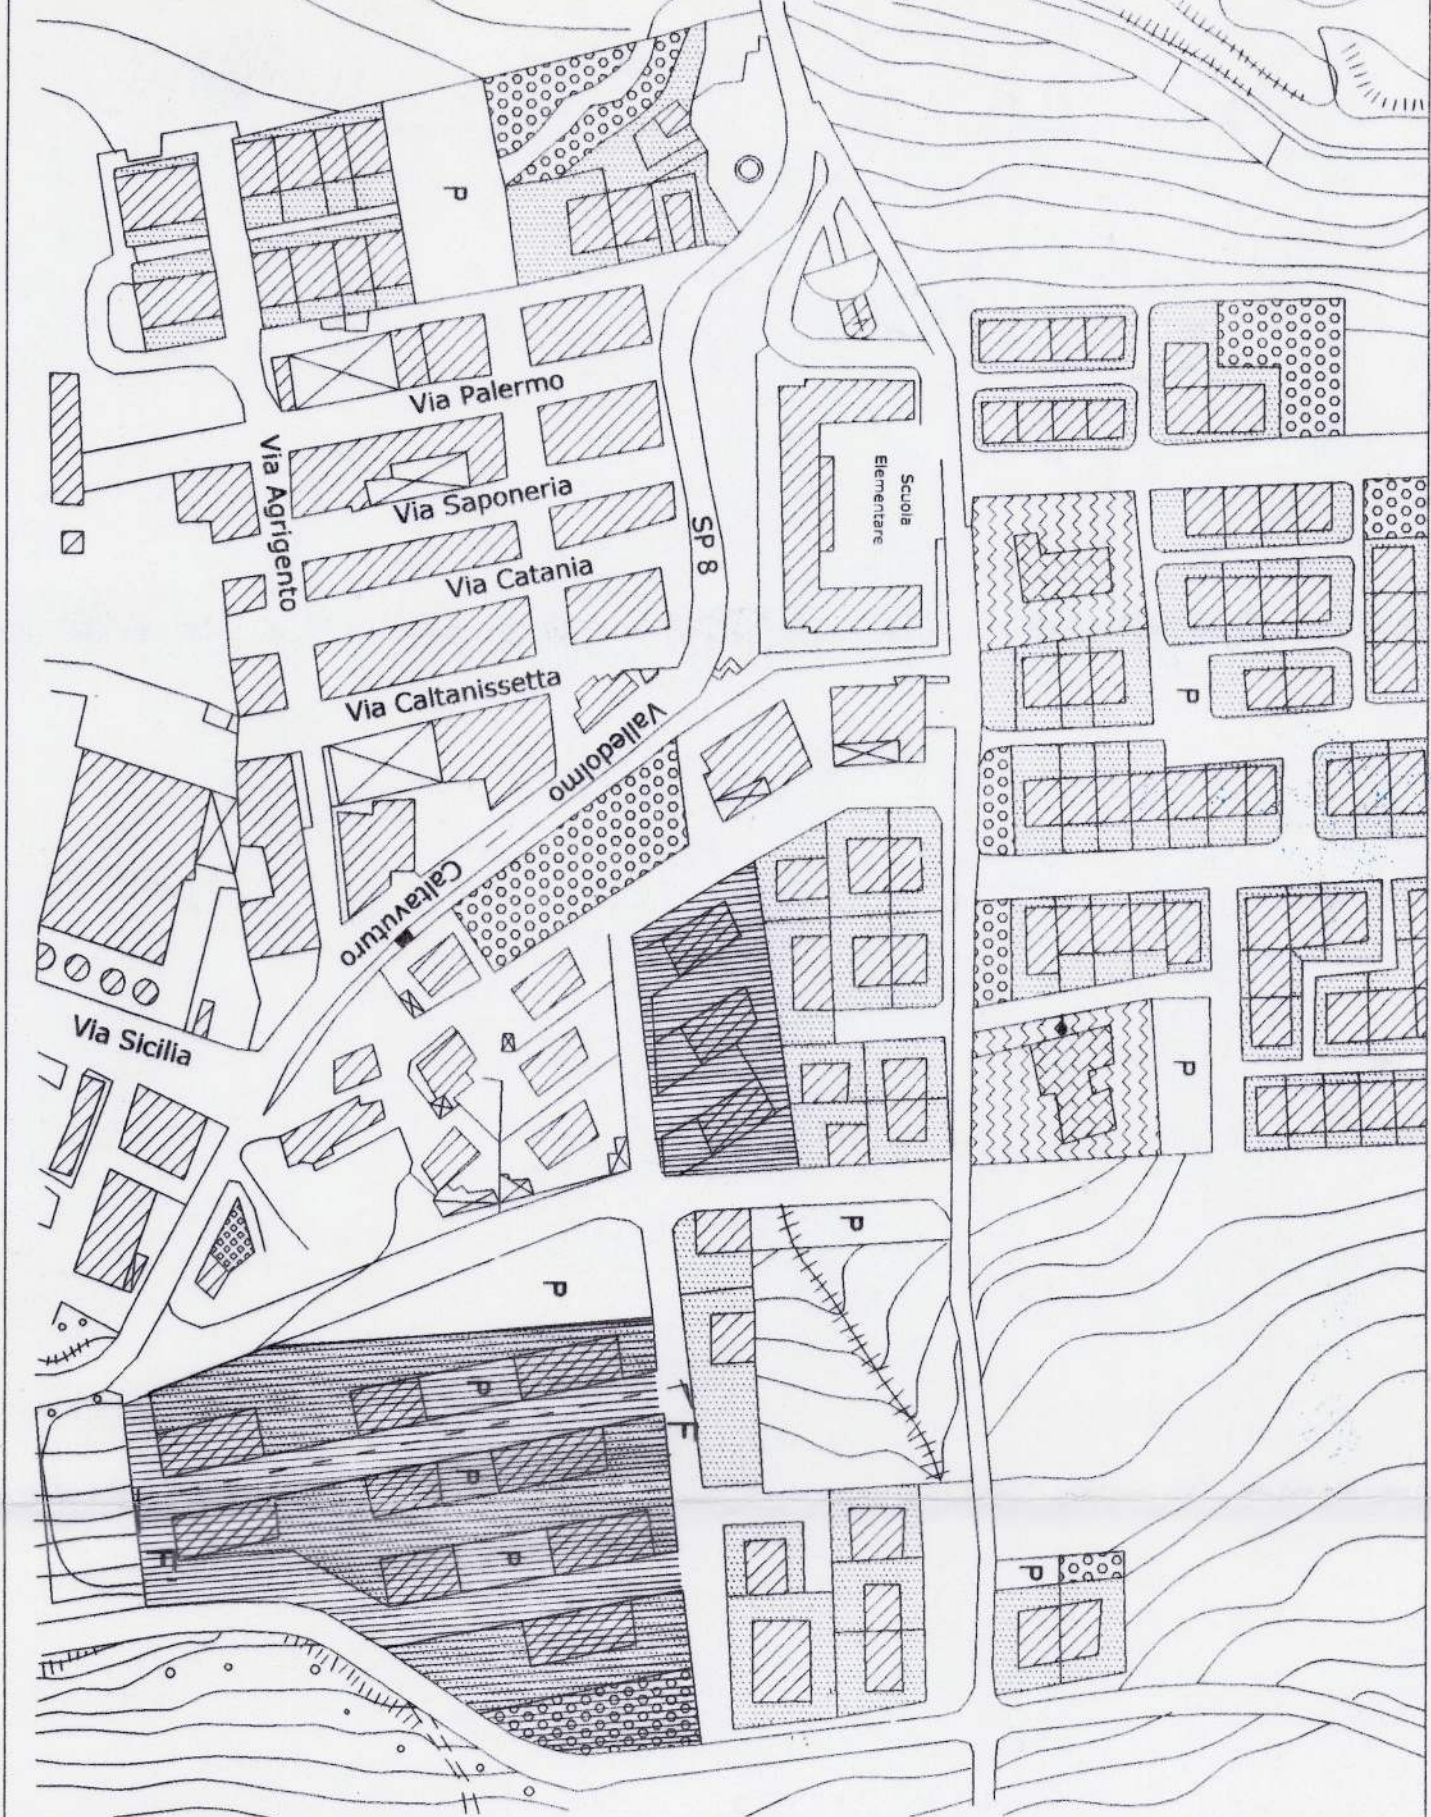 P
Via Palermo
Via Agrigento
Via Saponeria
Scuola
Elementare
SP 8
Via Catania
Via Caltanissetta
P
Valledolmo
Caltavuturo
Via Sicilia
P
P
P
P
P
P
P